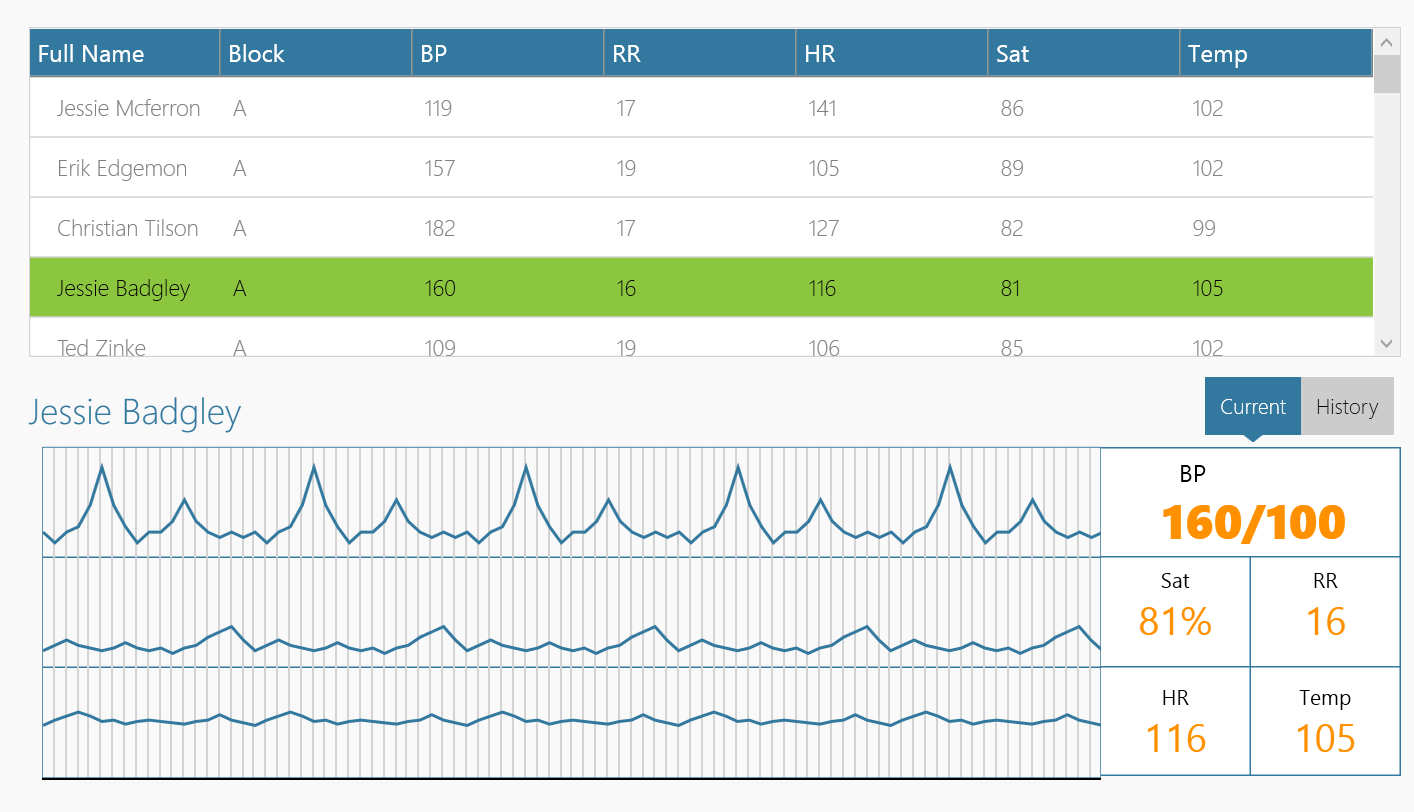 Full Name Block BP RR HR Sat Temp
Jessie Mcferron A 119 17 141 86 102
Erik Edgemon A 157 19 105 89 102
Christian Tilson A 182 17 127 82 99
Jessie Badgley A 160 16 116 81 105
Ted Zinke A 109 19 106 85 102
Jessie Badgley
Current History
BP
160/100
Sat RR
81% 16
HR Temp
116 105